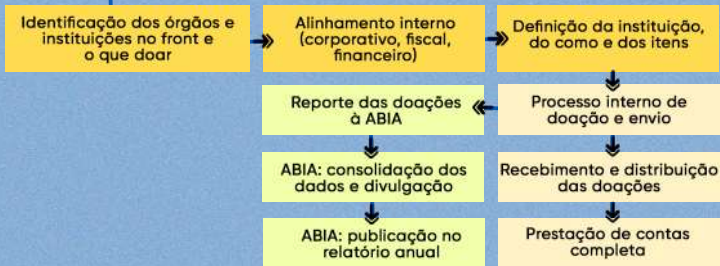 Identificação dos órgãos e
instituições no front e
o que doar
Alinhamento interno
(corporativo, fiscal,
financeiro)
Definição da instituição,
do como e dos itens
Reporte das doações
à ABIA
Processo interno de
doação e envio
ABIA: consolidação dos
dados e divulgação
Recebimento e distribuição
das doações
ABIA: publicação no
relatório anual
Prestação de contas
completa